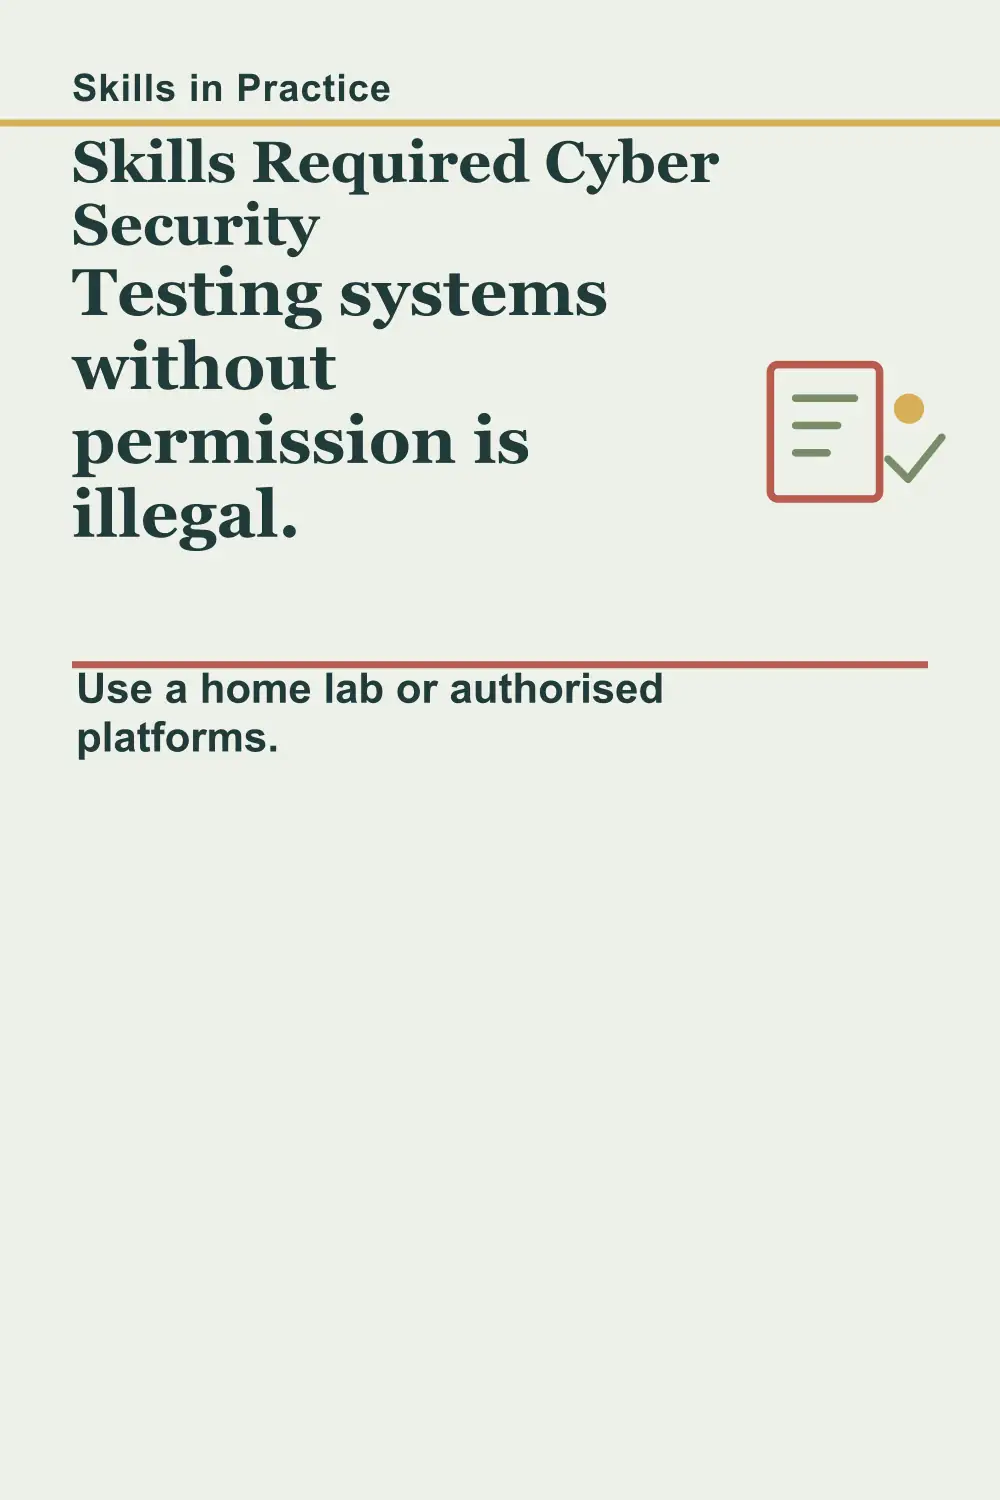 Skills in Practice
Skills Required Cyber
Security
Testing systems
without
permission is
illegal.
Use a home lab or authorised
platforms.